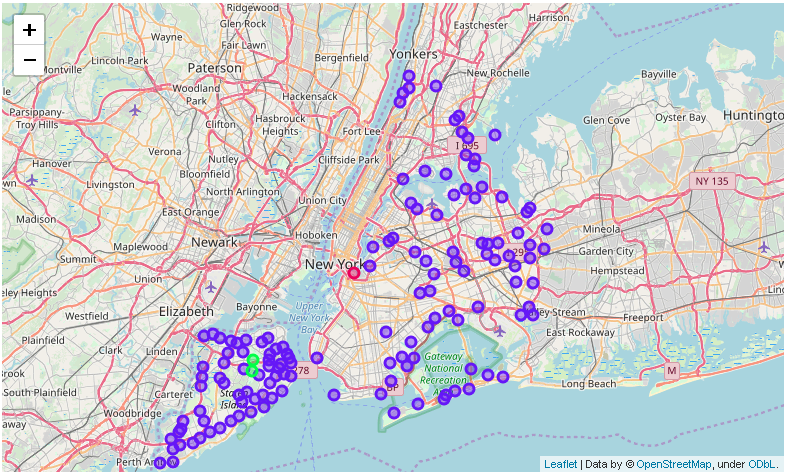 Ridgewood
Glen Rock
Harrison
+
Wayne
Fair Lawn
Eastchester
−
Yonkers
Lincoln Park
Paterson
Bergenfield
New Rochelle
Bayville
Montville
Woodland Park
Hackensack
Parsippany-
Troy Hills
Clifton
Hasbrouck Heights
Glen Cove
Oyster Bay
Huntington
Fort Lee
Verona
Nutley
Cliffside Park
I 695
Hanover
Bloomfield
Livingston
North Arlington
NY 135
Union City
Madison
East Orange
Mineola
Hoboken
Maplewood
Newark
Garden City
Summit
New York
Hempstead
Union
Elizabeth
Bayonne
Upper New York Bay
Westfield
Freeport
East Rockaway
Plainfield
Clark
Linden
Gateway National Recreation
278
M
Long Beach
South Plainfield
Carteret
Island
Woodbridge
Perth Amboy
Leaflet | Data by © OpenStreetMap, under ODbL.